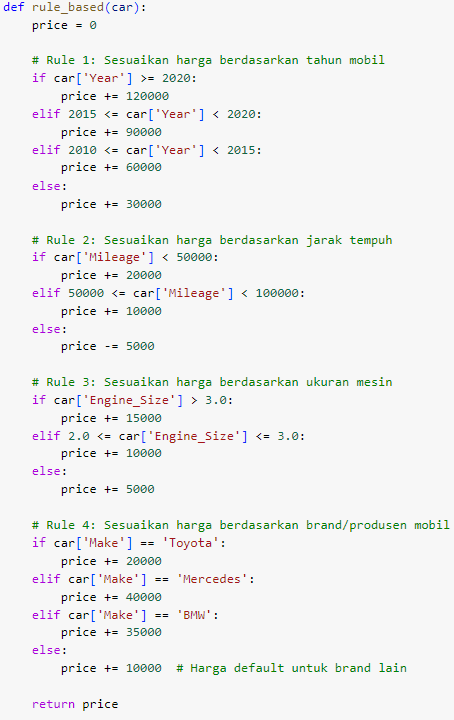 def rule_based(car):
    price = 0

    # Rule 1: Sesuaikan harga berdasarkan tahun mobil
    if car['Year'] >= 2020:
        price += 120000
    elif 2015 <= car['Year'] < 2020:
        price += 90000
    elif 2010 <= car['Year'] < 2015:
        price += 60000
    else:
        price += 30000

    # Rule 2: Sesuaikan harga berdasarkan jarak tempuh
    if car['Mileage'] < 50000:
        price += 20000
    elif 50000 <= car['Mileage'] < 100000:
        price += 10000
    else:
        price -= 5000

    # Rule 3: Sesuaikan harga berdasarkan ukuran mesin
    if car['Engine_Size'] > 3.0:
        price += 15000
    elif 2.0 <= car['Engine_Size'] <= 3.0:
        price += 10000
    else:
        price += 5000

    # Rule 4: Sesuaikan harga berdasarkan brand/produsen mobil
    if car['Make'] == 'Toyota':
        price += 20000
    elif car['Make'] == 'Mercedes':
        price += 40000
    elif car['Make'] == 'BMW':
        price += 35000
    else:
        price += 10000  # Harga default untuk brand lain

    return price